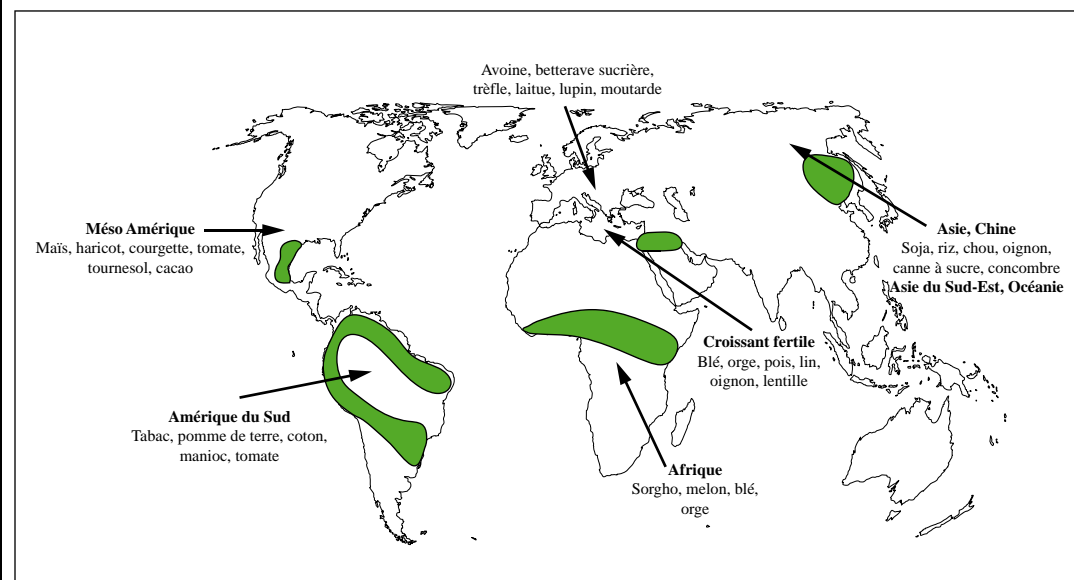 Avoine, betterave sucrière,
trèfle, laitue, lupin, moutarde
Méso Amérique
Maïs, haricot, courgette, tomate,
tournesol, cacao
Asie, Chine
Soja, riz, chou, oignon,
canne à sucre, concombre
Asie du Sud-Est, Océanie
Croissant fertile
Blé, orge, pois, lin,
oignon, lentille
Amérique du Sud
Tabac, pomme de terre, coton,
manioc, tomate
Afrique
Sorgho, melon, blé,
orge